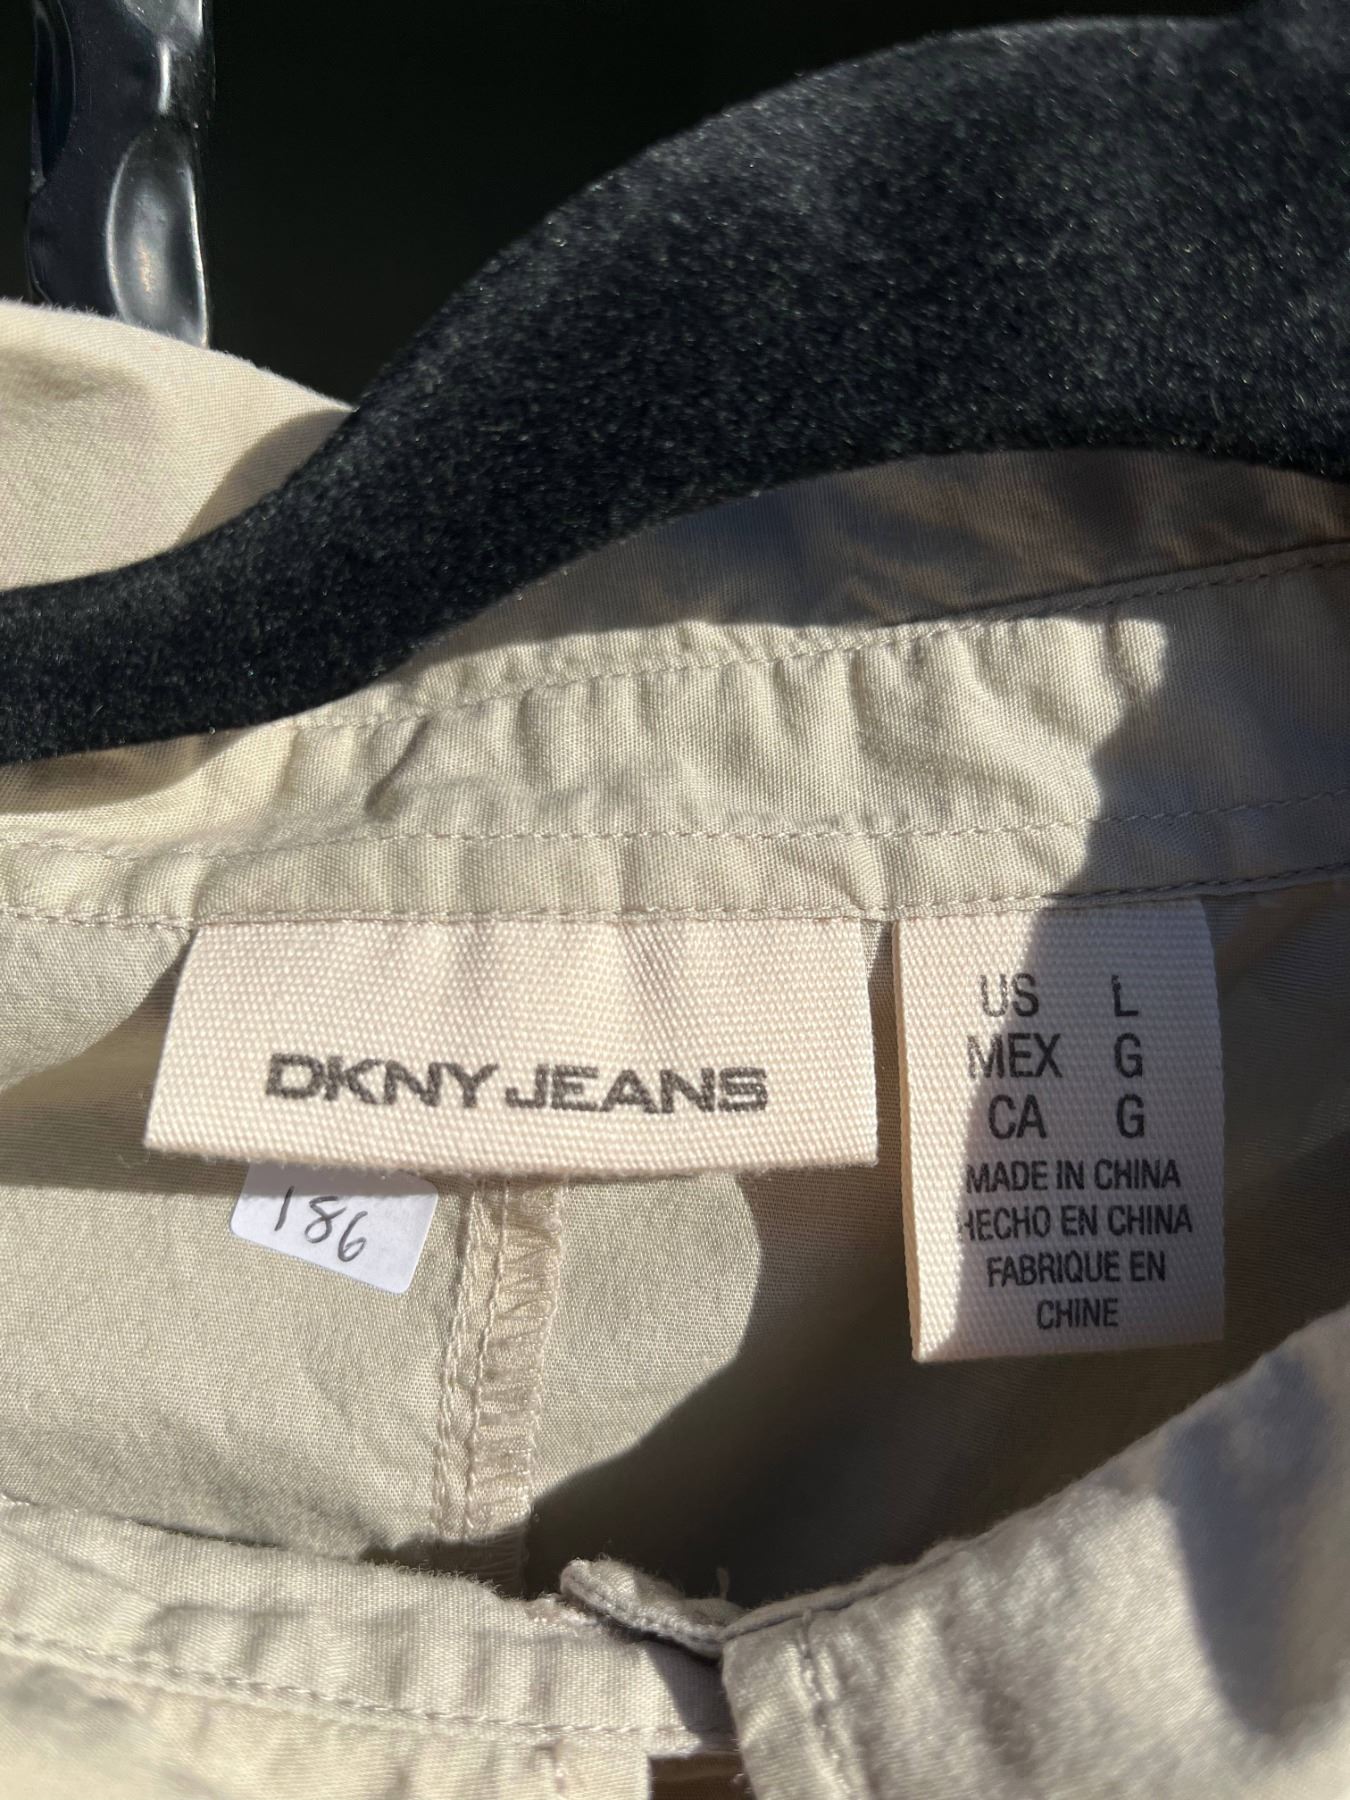 DKNY JEANS
186
US L
MEX G
CA G
MADE IN CHINA
HECHO EN CHINA
FABRIQUE EN
CHINE